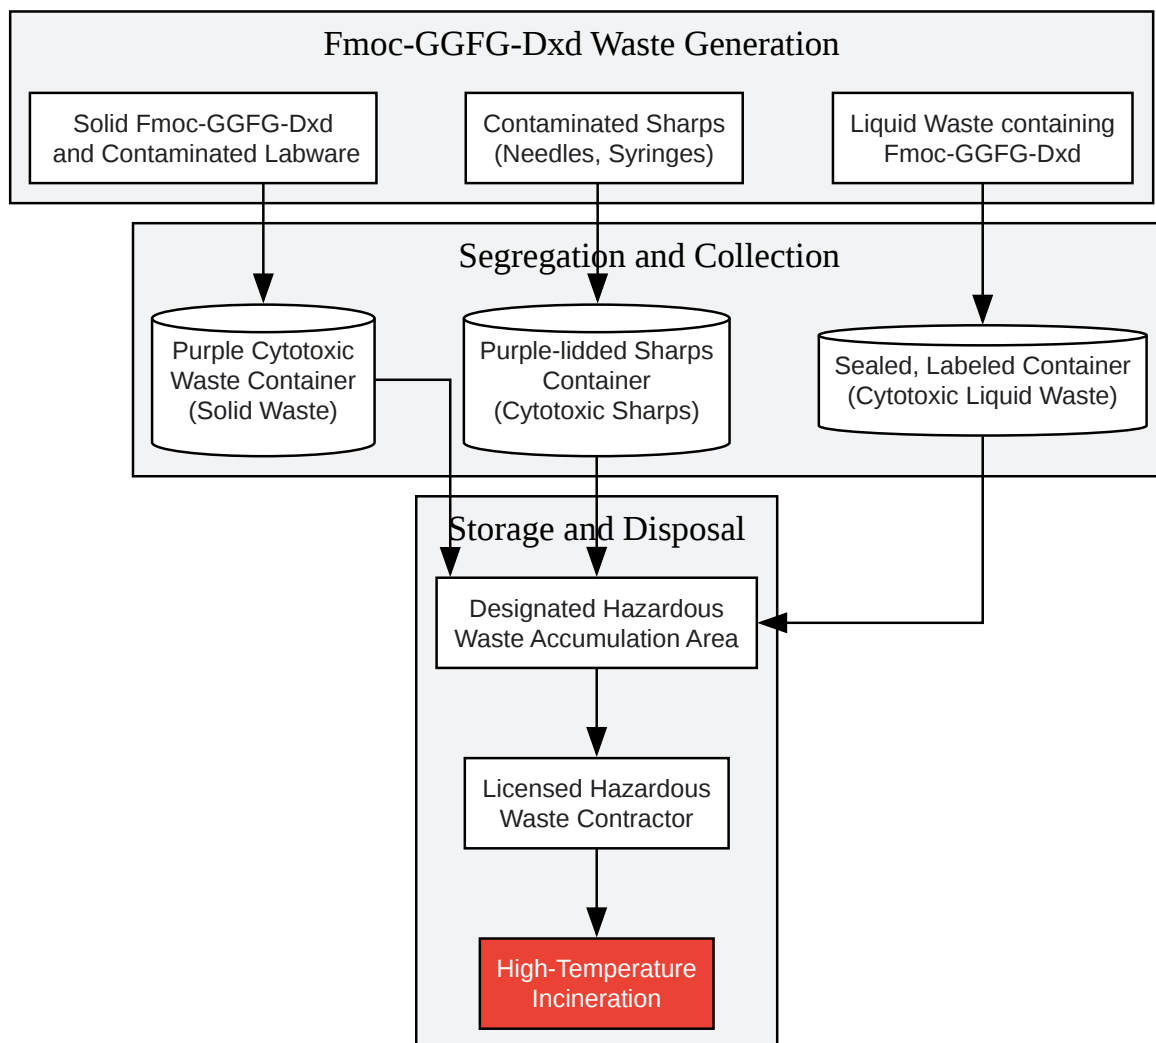 Fmoc-GGFG-Dxd Waste Generation
Solid Fmoc-GGFG-Dxd
and Contaminated Labware
Contaminated Sharps
(Needles, Syringes)
Liquid Waste containing
Fmoc-GGFG-Dxd
Segregation and Collection
Purple Cytotoxic
Waste Container
(Solid Waste)
Purple-lidded Sharps
Container
(Cytotoxic Sharps)
Sealed, Labeled Container
(Cytotoxic Liquid Waste)
Storage and Disposal
Designated Hazardous
Waste Accumulation Area
Licensed Hazardous
Waste Contractor
High-Temperature
Incineration